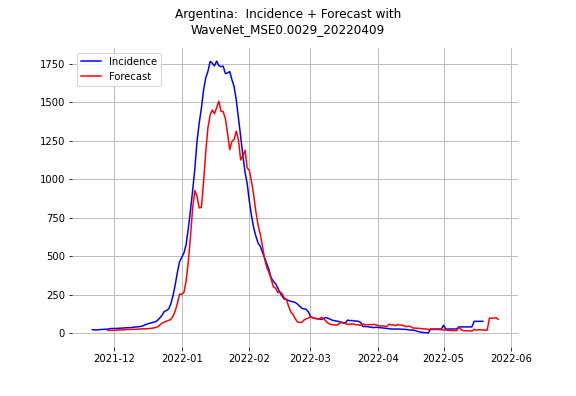 Argentina:  Incidence + Forecast with
WaveNet_MSE0.0029_20220409
Incidence
Forecast
1750
1500
1250
1000
750
500
250
0
2021-12 2022-01 2022-02 2022-03 2022-04 2022-05 2022-06